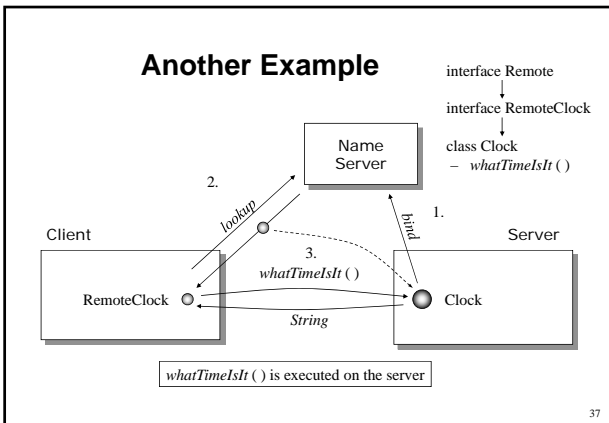 Another Example
interface Remote
interface RemoteClock
class Clock
– whatTimeIsIt ( )
Name
Server
2.
lookup
bind
1.
Client
Server
3.
whatTimeIsIt ( )
RemoteClock
Clock
String
whatTimeIsIt ( ) is executed on the server
37